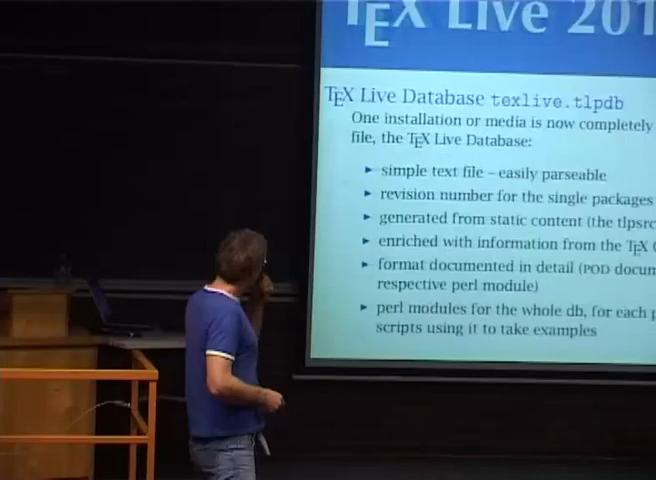 TEX Live 201
TEX Live Database texlive.tlpdb
One installation or media is now completely
file, the TEX Live Database:
simple text file – easily parseable
revision number for the single packages
generated from static content (the tlpsrc
enriched with information from the TEX
format documented in detail (POD docum
respective perl module)
perl modules for the whole db, for each p
scripts using it to take examples from